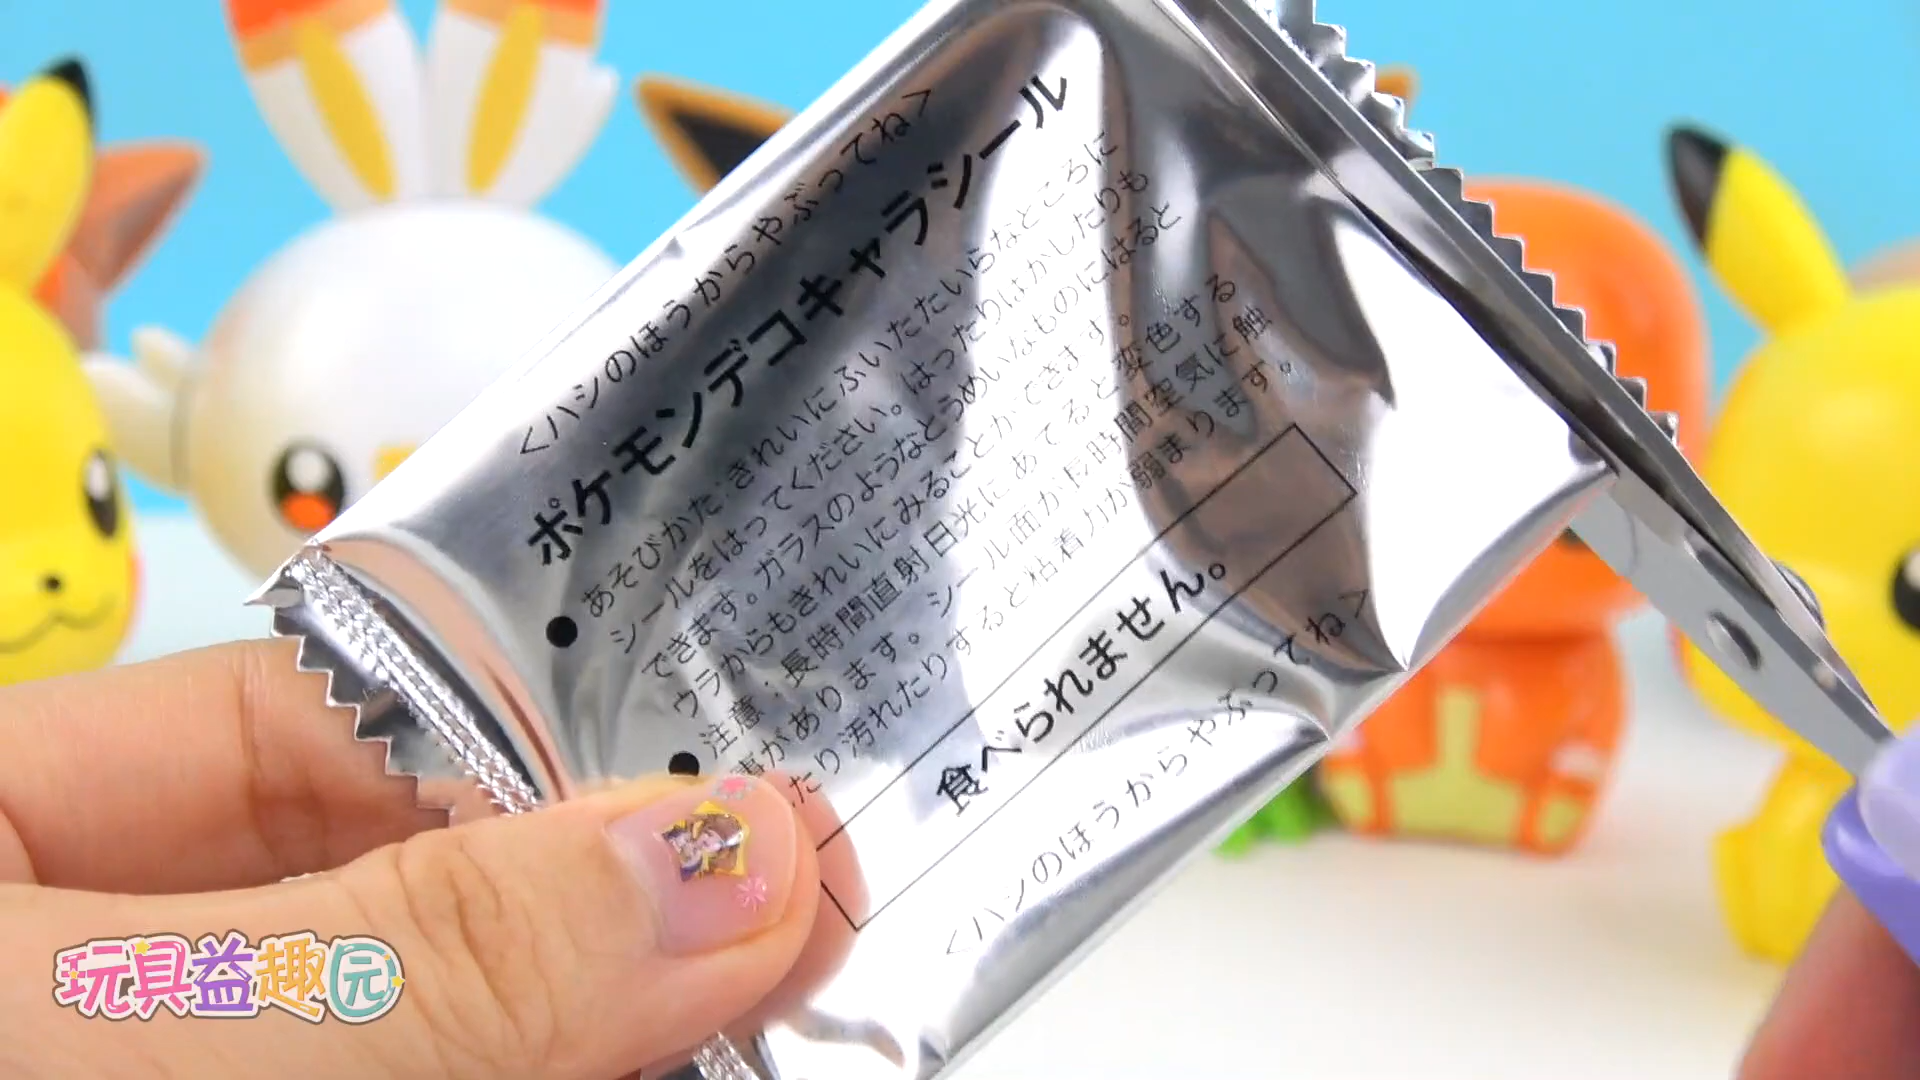 <ハシのほうからやぶってね>
ポケモンデコキャラシール
● あそびかた:きれいにふいたたいらなところに
シールをはってください。はったりはがしたりも
できます。ガラスのようなとうめいなものにはると
ウラからもきれいにみることができます。
● 注意:長時間直射日光にあてると変色する
事があります。シール面が長時間空気に触
たり汚れたりすると粘着力が弱まります。
食べられません。
<ハシのほうからやぶってね>
玩具益趣园